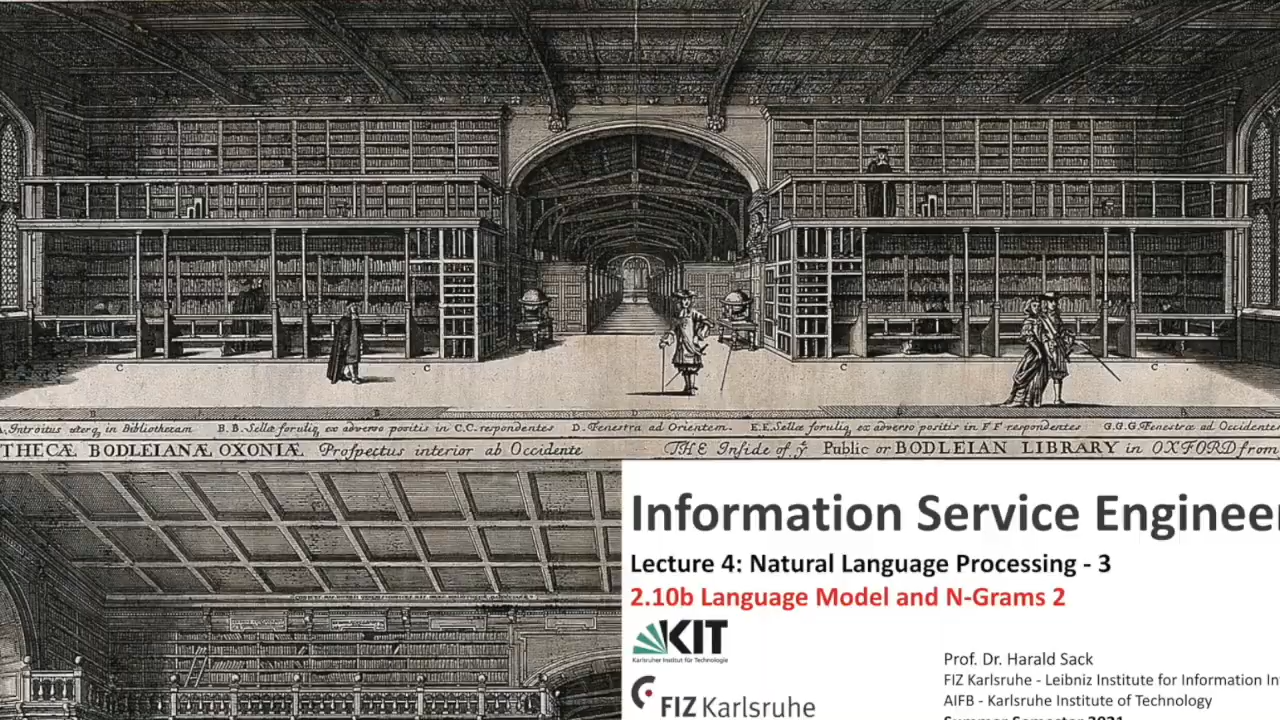 A. Introitus uterq, in Bibliothecam B.B. Sellæ foruliq, ex adverso positis in C.C. respondentes D. Fenestra ad Orientem. E.E. Sellæ foruliq, ex adverso positis in F F respondentes G.G.G. Fenestræ ad Occidente
THECÆ BODLEIANÆ OXONIÆ Prospectus interior ab Occidente THE Inside of yͤ Public or BODLEIAN LIBRARY in OXFORD from
Information Service Engineer
Lecture 4: Natural Language Processing - 3
2.10b Language Model and N-Grams 2
KIT
Karlsruher Institut für Technologie
FIZ Karlsruhe
Prof. Dr. Harald Sack
FIZ Karlsruhe - Leibniz Institute for Information In
AIFB - Karlsruhe Institute of Technology
Summer Semester 2021